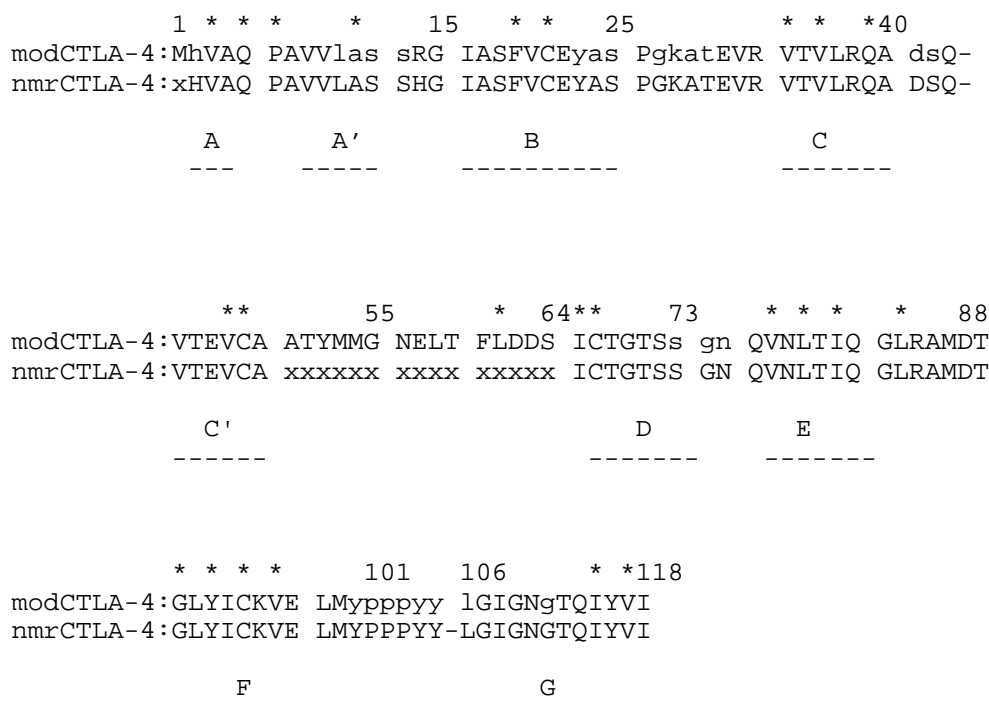 1 * * * * 15 * * 25 * * *40
modCTLA-4:MhVAQ PAVVlas sRG IASFVCEyas PgkatEVR VTVLRQA dsQ-
nmrCTLA-4:xHVAQ PAVVLAS SHG IASFVCEYAS PGKATEVR VTVLRQA DSQ-
A A’ B C
--- ----- ---------- -------
** 55 * 64** 73 * * * * 88
modCTLA-4:VTEVCA ATYMMG NELT FLDDS ICTGTSs gn QVNLTIQ GLRAMDT
nmrCTLA-4:VTEVCA xxxxxx xxxx xxxxx ICTGTSS GN QVNLTIQ GLRAMDT
C' D E
------ ------- -------
* * * * 101 106 * *118
modCTLA-4:GLYICKVE LMypppyy lGIGNgTQIYVI
nmrCTLA-4:GLYICKVE LMYPPPYY-LGIGNGTQIYVI
F G